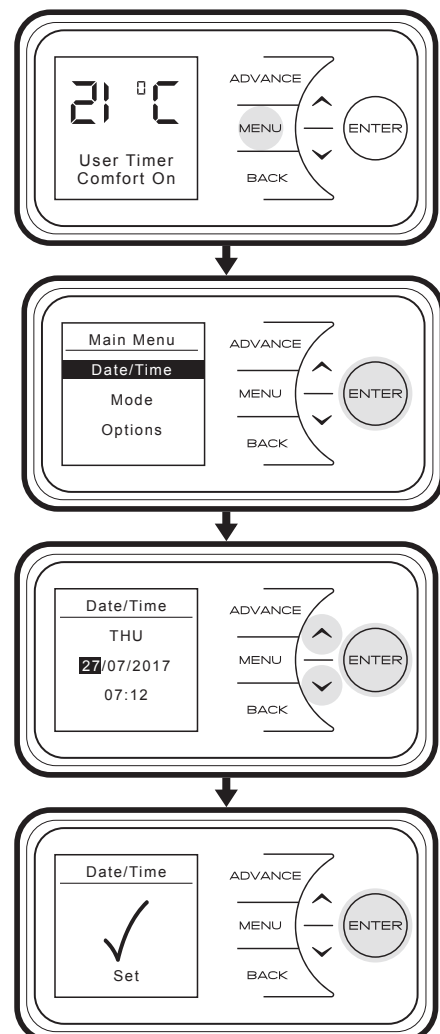 21 °C
User Timer
Comfort On
ADVANCE
MENU
BACK
ENTER
Main Menu
Date/Time
Mode
Options
ADVANCE
MENU
BACK
ENTER
Date/Time
THU
27/07/2017
07:12
ADVANCE
MENU
BACK
ENTER
Date/Time
Set
ADVANCE
MENU
BACK
ENTER